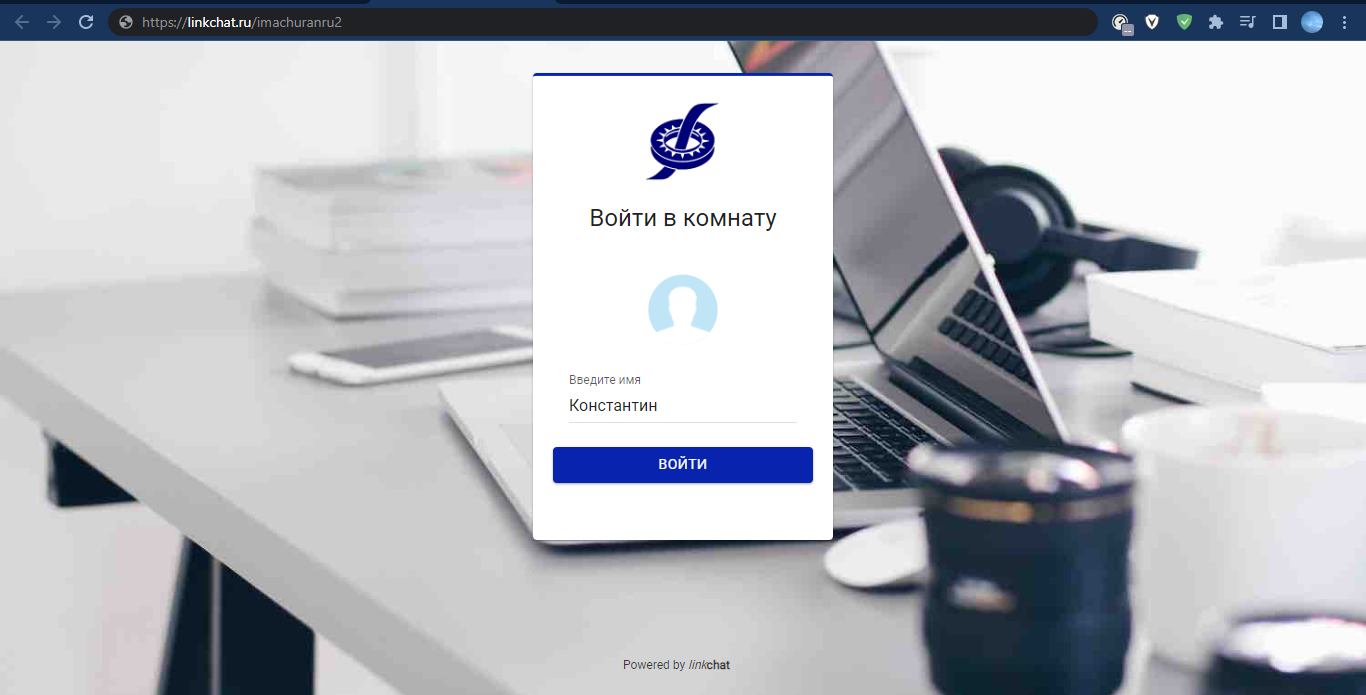 https://linkchat.ru/imachuranru2
Войти в комнату
Введите имя
Константин
ВОЙТИ
Powered by linkchat